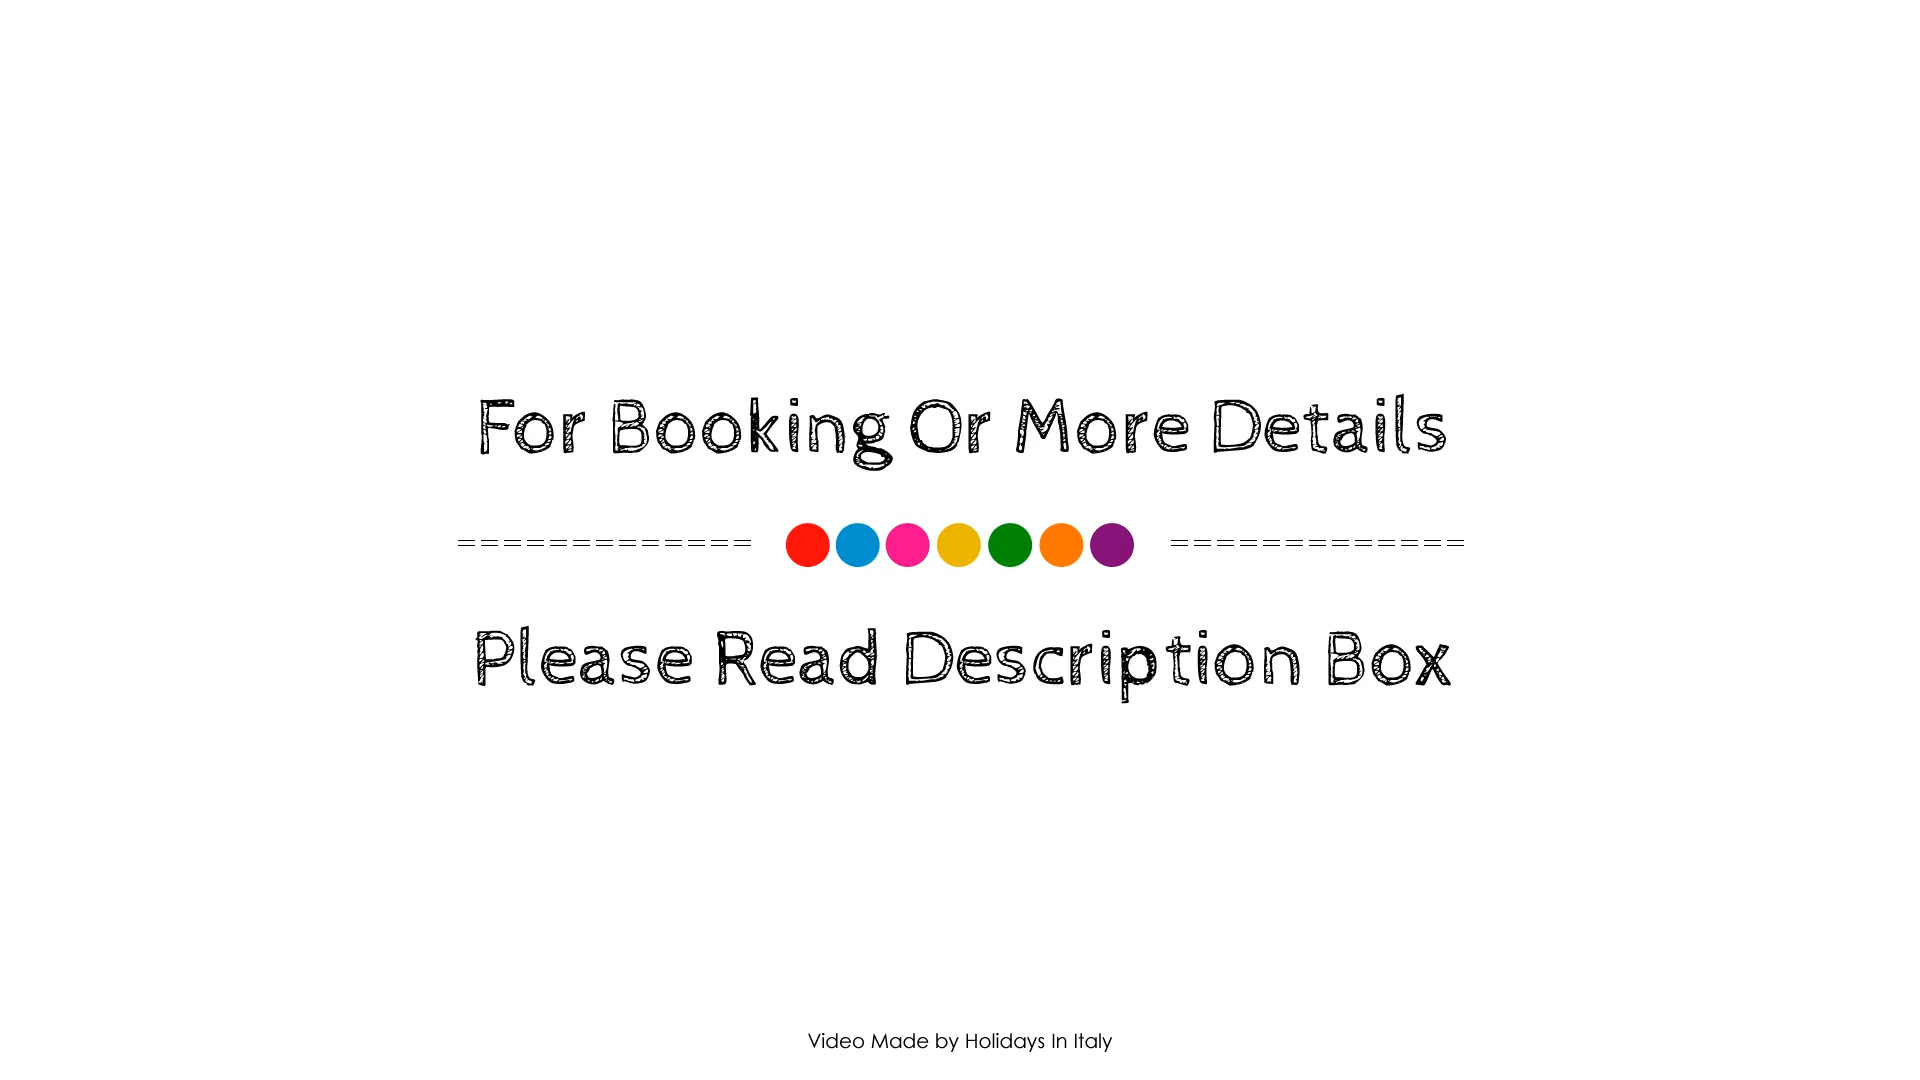 For Booking Or More Details
============= =============
Please Read Description Box
Video Made by Holidays In Italy